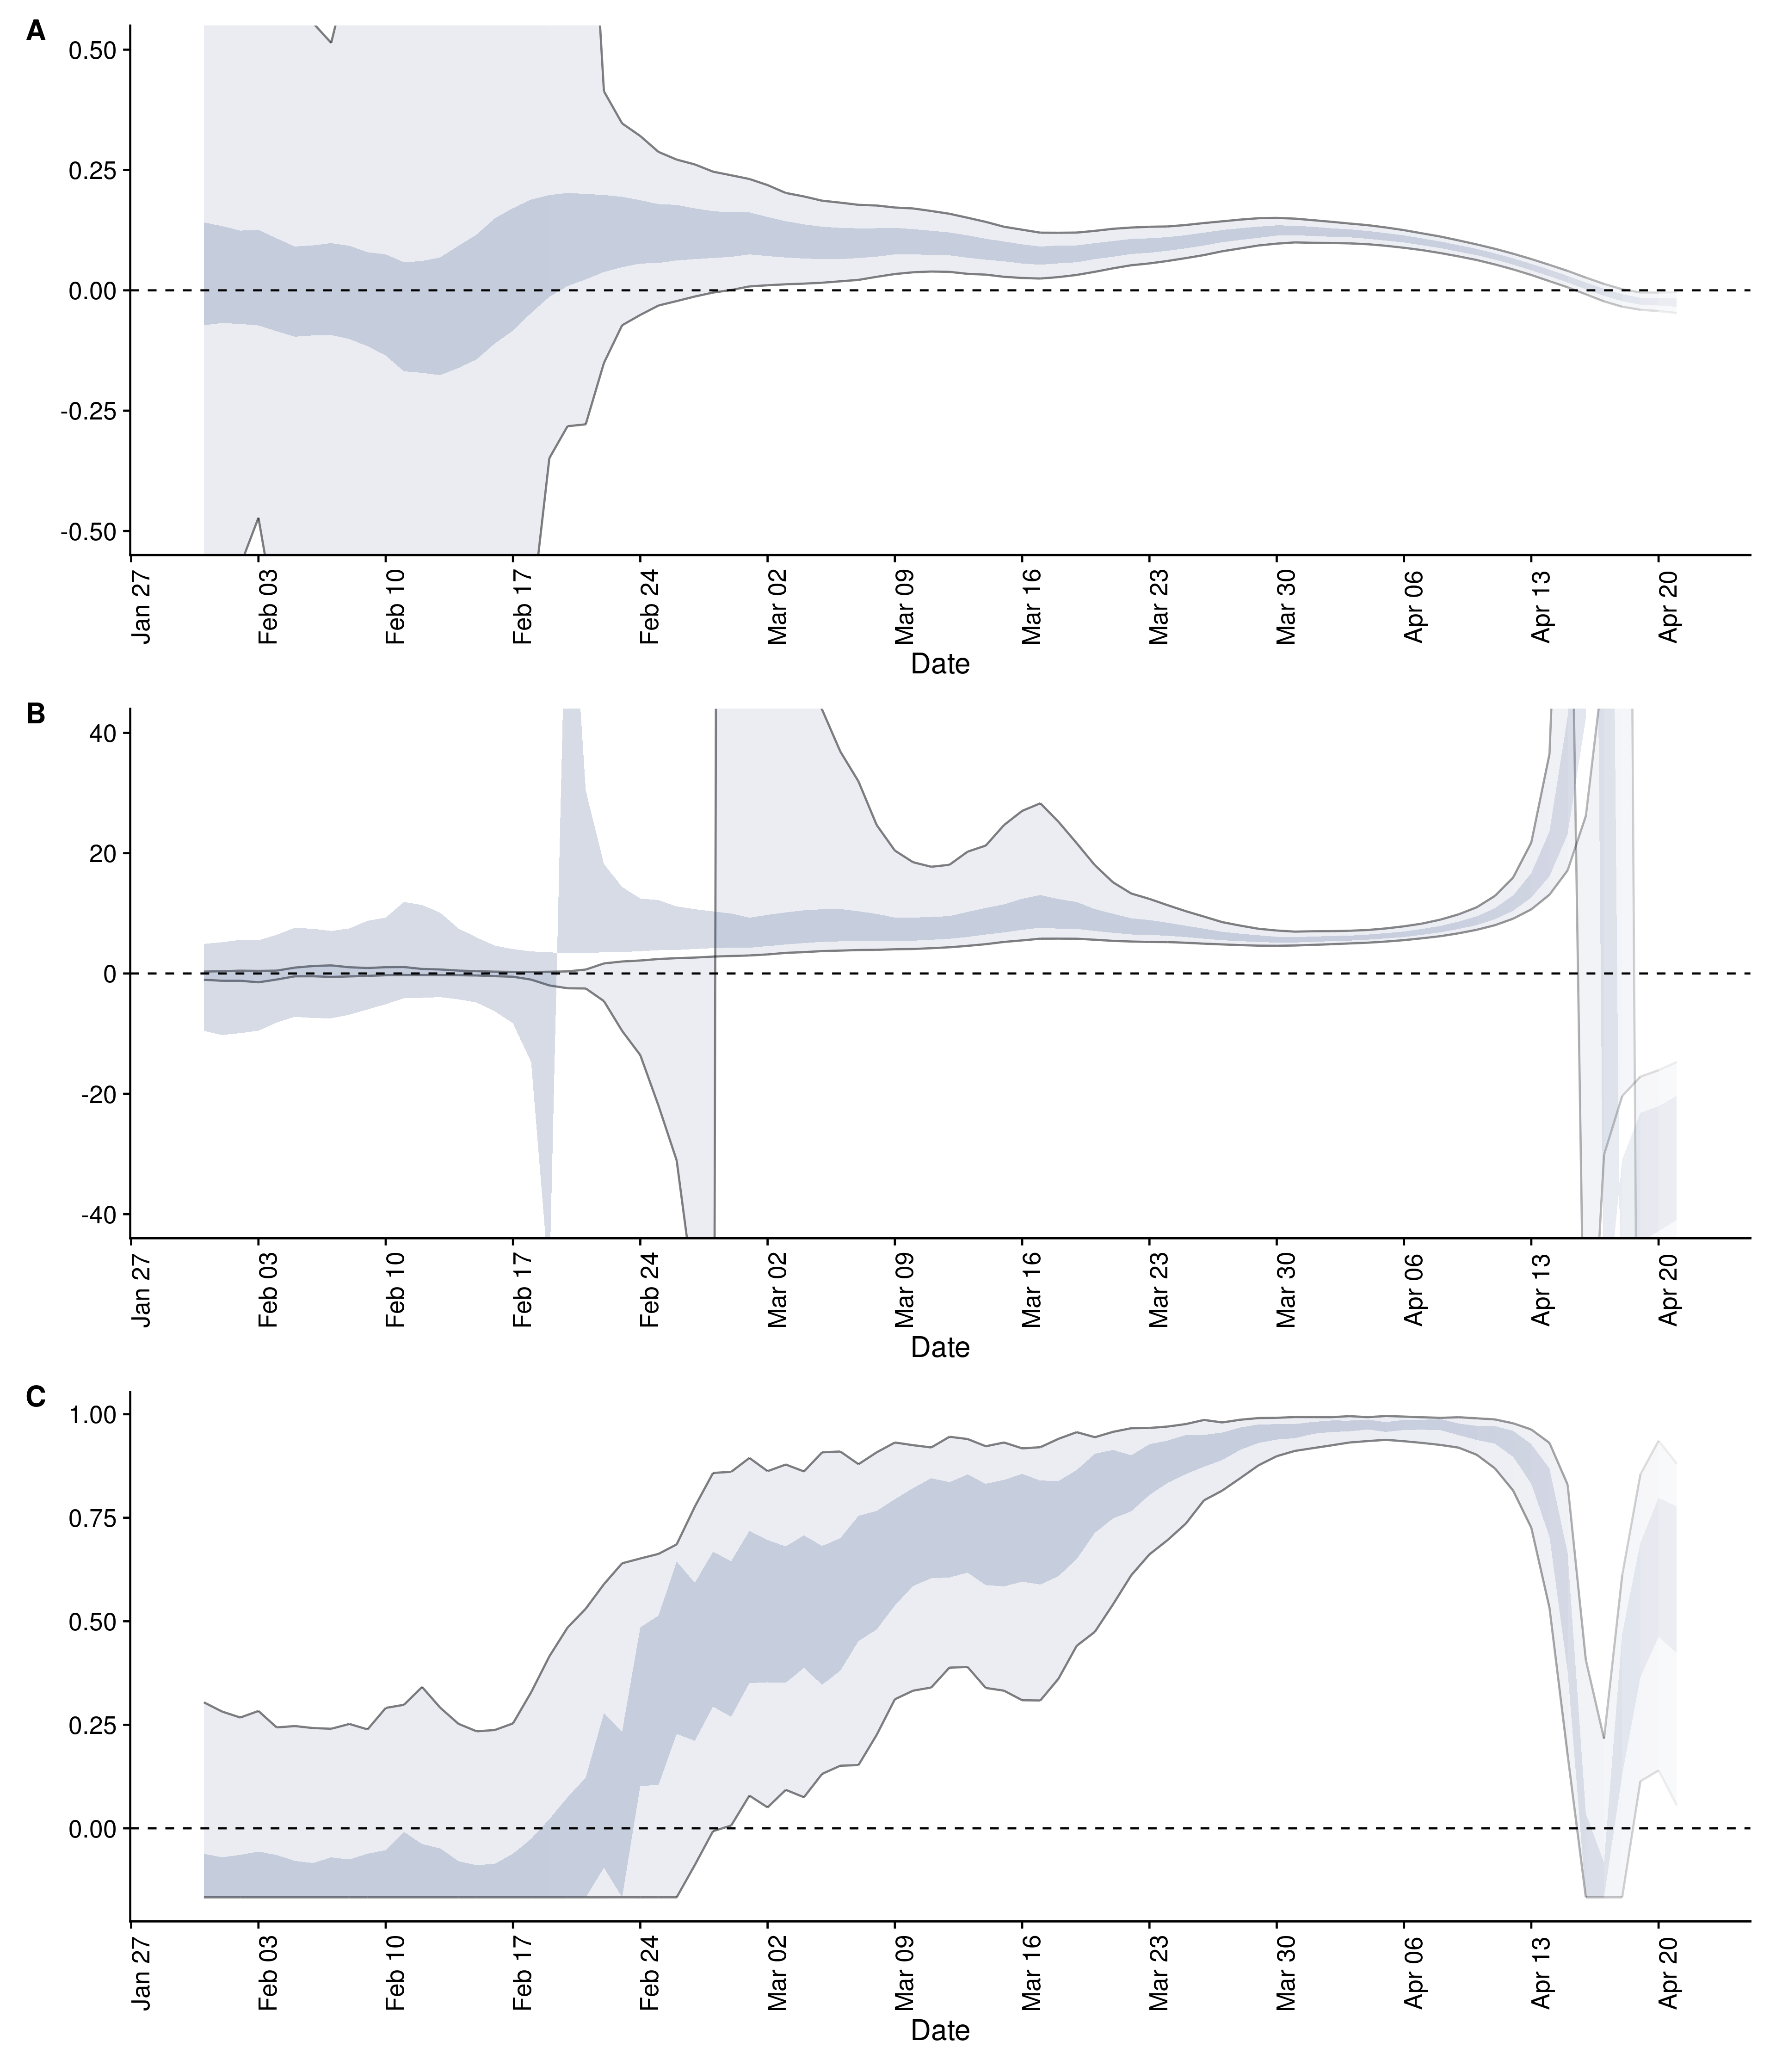 A
0.50
0.25
0.00
-0.25
-0.50
Jan 27
Feb 03
Feb 10
Feb 17
Feb 24
Mar 02
Mar 09
Mar 16
Mar 23
Mar 30
Apr 06
Apr 13
Apr 20
Date
B
40
20
0
-20
-40
Jan 27
Feb 03
Feb 10
Feb 17
Feb 24
Mar 02
Mar 09
Mar 16
Mar 23
Mar 30
Apr 06
Apr 13
Apr 20
Date
C
1.00
0.75
0.50
0.25
0.00
Jan 27
Feb 03
Feb 10
Feb 17
Feb 24
Mar 02
Mar 09
Mar 16
Mar 23
Mar 30
Apr 06
Apr 13
Apr 20
Date